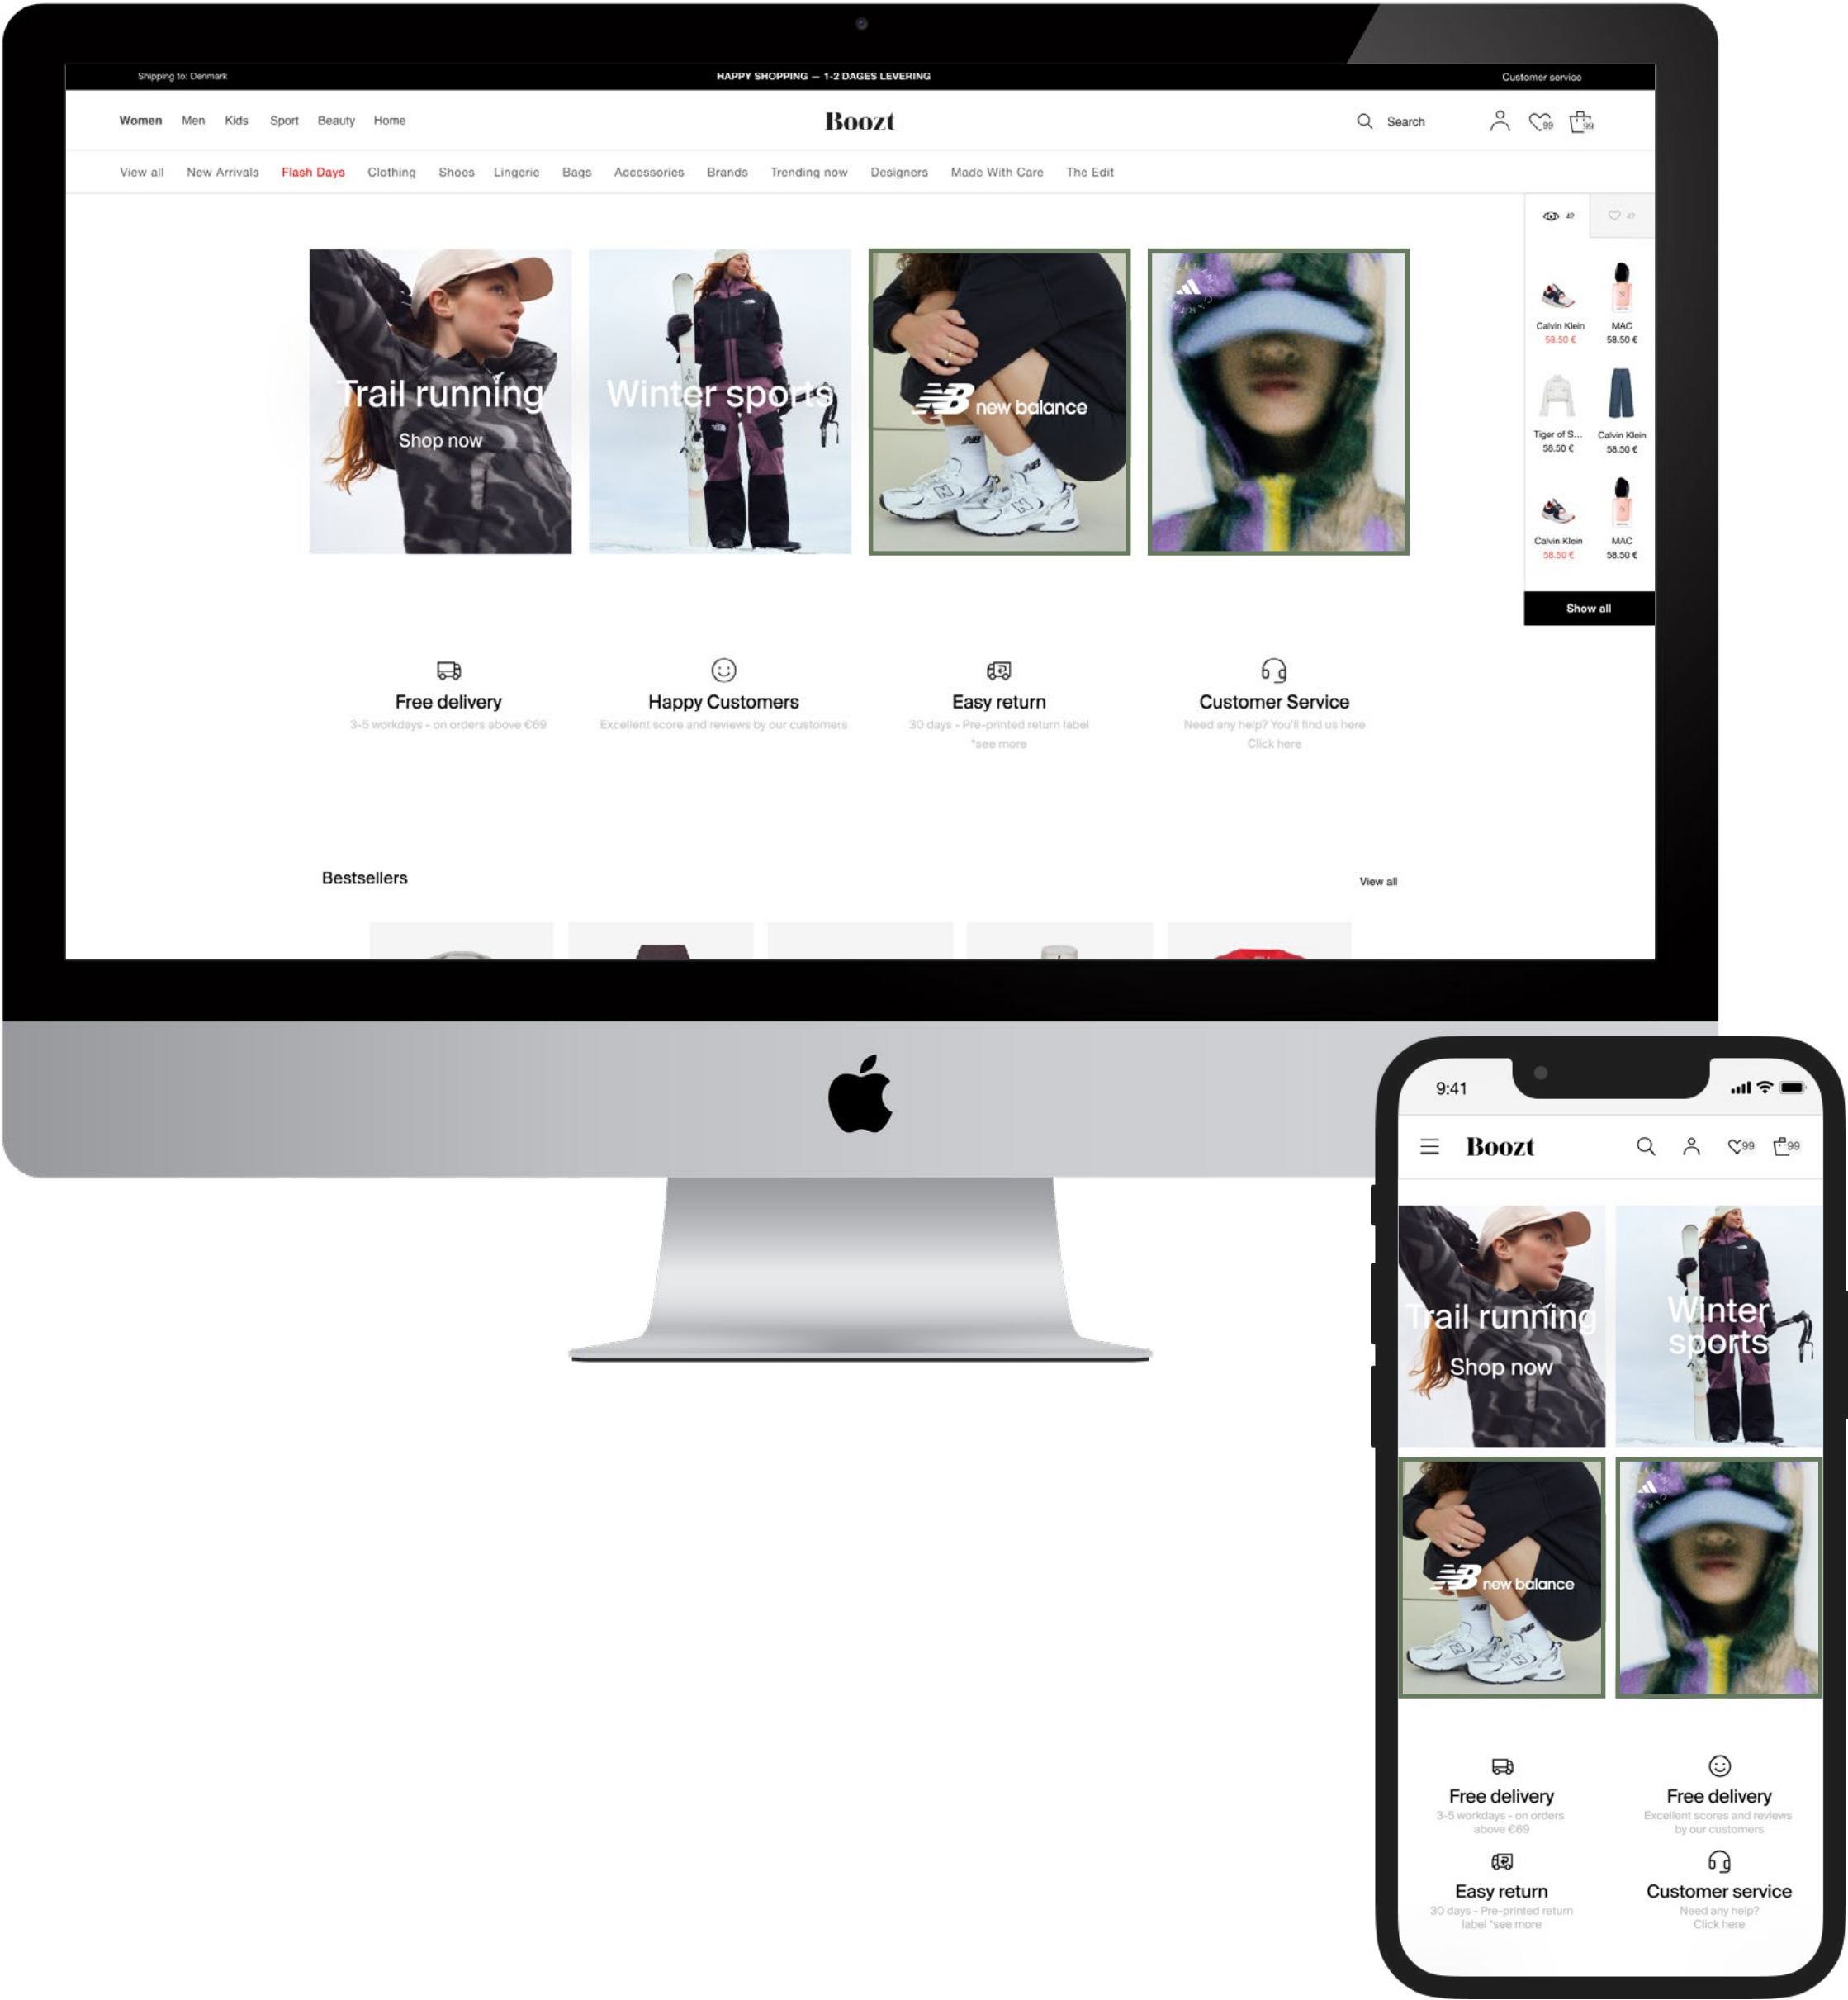 Shipping to: Denmark
HAPPY SHOPPING — 1-2 DAGES LEVERING
Customer service
Women Men Kids Sport Beauty Home
Boozt
Search
99
99
View all New Arrivals Flash Days Clothing Shoes Lingerie Bags Accessories Brands Trending now Designers Made With Care The Edit
42
42
Trail running
Shop now
Winter sports
new balance
Calvin Klein
58.50 €
MAC
58.50 €
Tiger of S...
58.50 €
Calvin Klein
58.50 €
Calvin Klein
58.50 €
MAC
58.50 €
Show all
Free delivery
3-5 workdays - on orders above €69
Happy Customers
Excellent score and reviews by our customers
Easy return
30 days - Pre-printed return label
*see more
Customer Service
Need any help? You'll find us here
Click here
Bestsellers
View all
9:41
Boozt
99
99
Trail running
Shop now
Winter
sports
new balance
Free delivery
3-5 workdays - on orders
above €69
Free delivery
Excellent scores and reviews
by our customers
Easy return
30 days - Pre-printed return
label *see more
Customer service
Need any help?
Click here